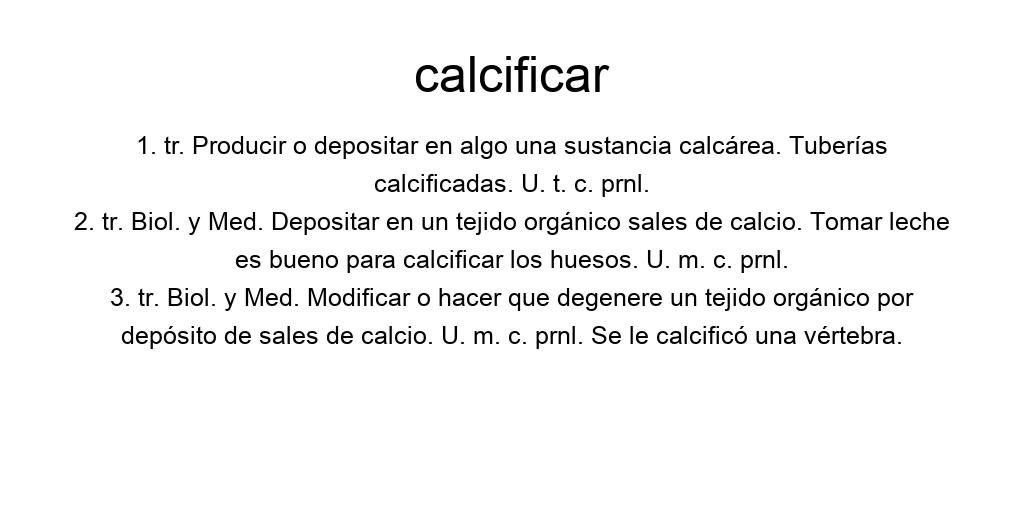 calcificar
1. tr. Producir o depositar en algo una sustancia calcárea. Tuberías
calcificadas. U. t. c. prnl.
2. tr. Biol. y Med. Depositar en un tejido orgánico sales de calcio. Tomar leche
es bueno para calcificar los huesos. U. m. c. prnl.
3. tr. Biol. y Med. Modificar o hacer que degenere un tejido orgánico por
depósito de sales de calcio. U. m. c. prnl. Se le calcificó una vértebra.